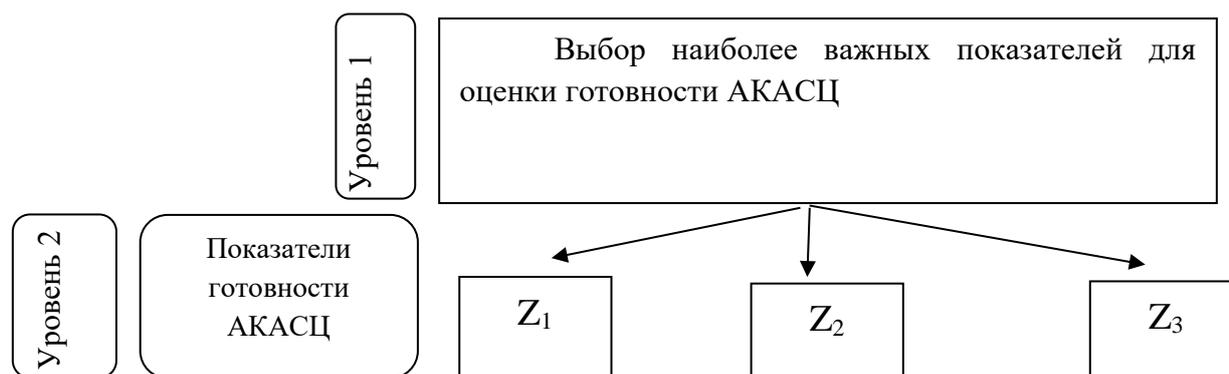 Уровень 1
Выбор наиболее важных показателей для
оценки готовности АКАСЦ
Уровень 2
Показатели
готовности
АКАСЦ
Z₁
Z₂
Z₃